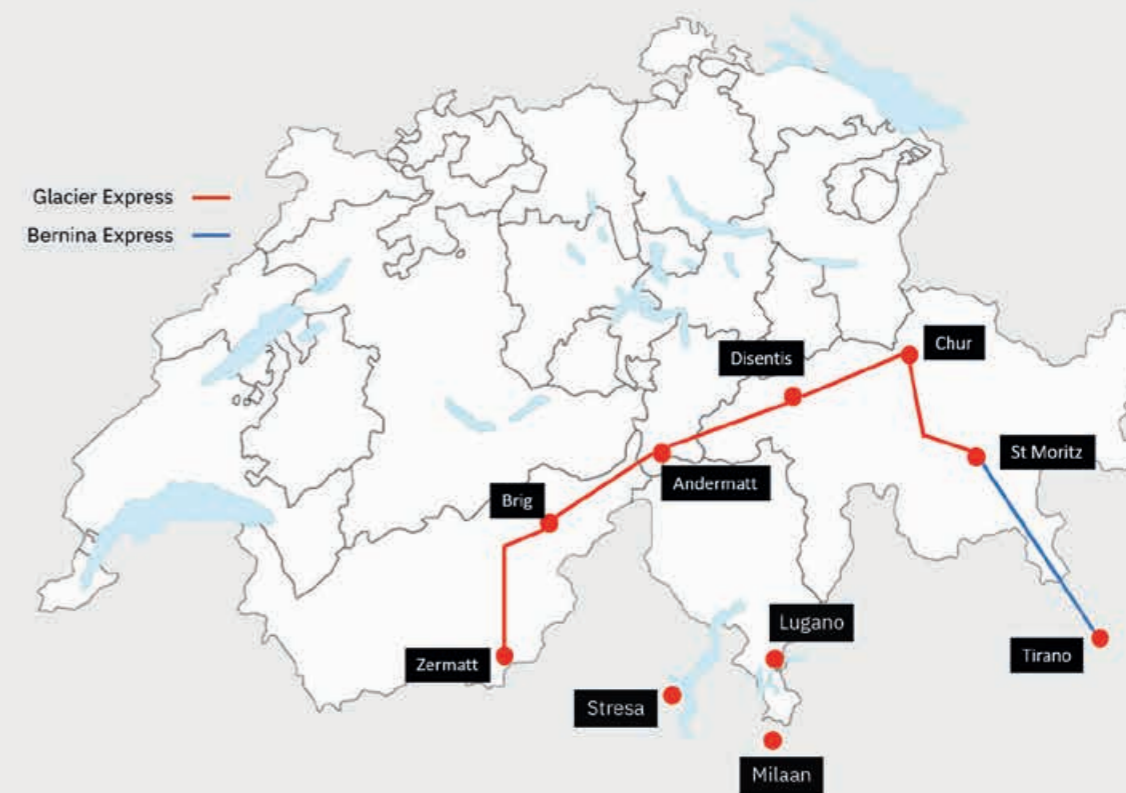 Glacier Express
Bernina Express
Chur
Disentis
St Moritz
Andermatt
Brig
Lugano
Tirano
Zermatt
Stresa
Milaan